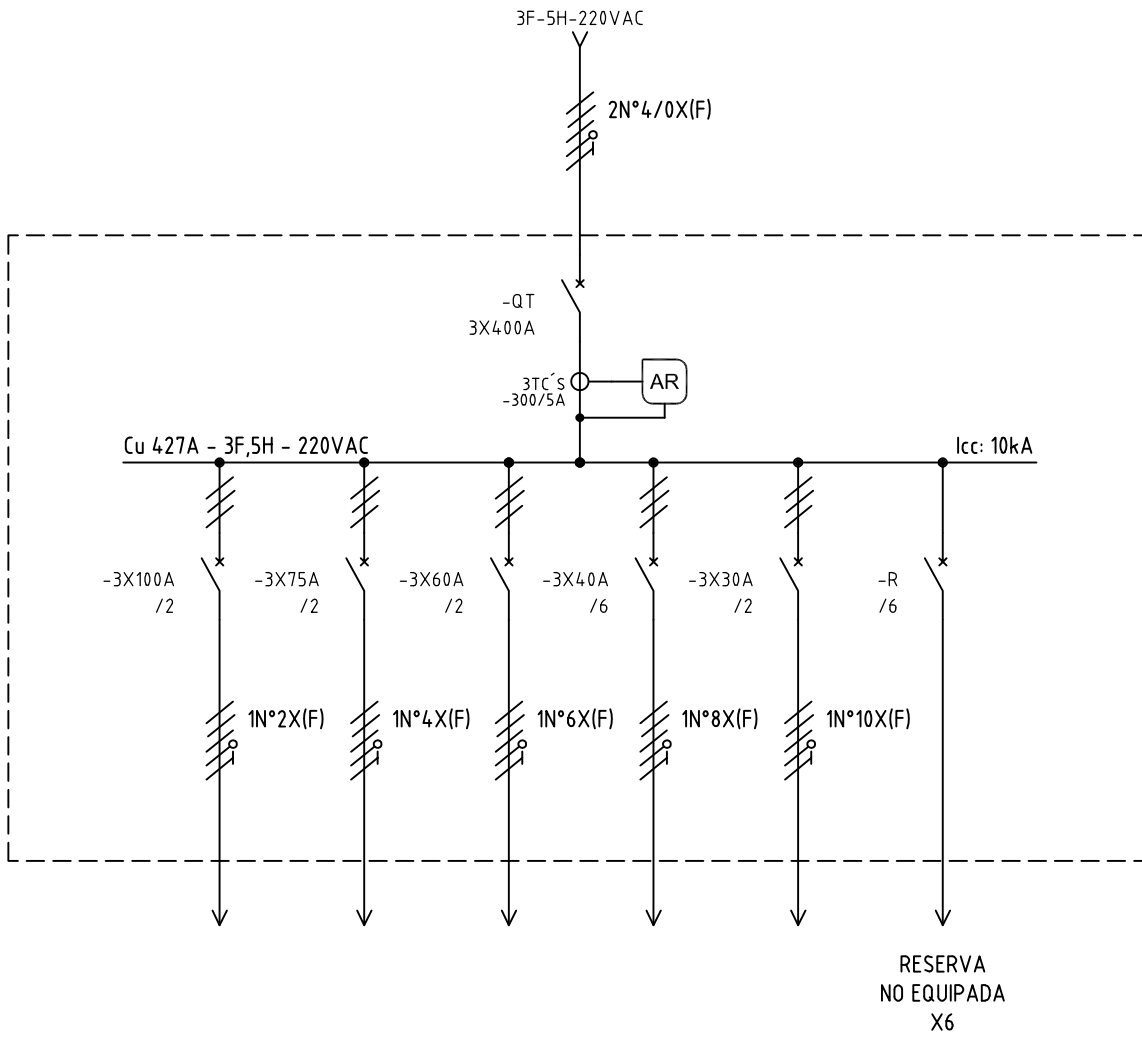 3F-5H-220VAC
2N°4/0X(F)
-QT
3X400A
3TC´S
-300/5A
AR
Cu 427A - 3F,5H - 220VAC
Icc: 10kA
-3X100A
/2
-3X75A
/2
-3X60A
/2
-3X40A
/6
-3X30A
/2
-R
/6
1N°2X(F)
1N°4X(F)
1N°6X(F)
1N°8X(F)
1N°10X(F)
RESERVA
NO EQUIPADA
X6